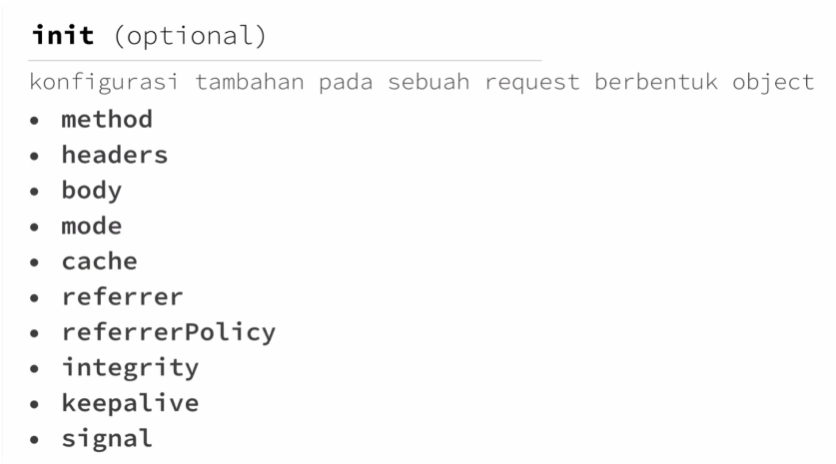 init (optional)
konfigurasi tambahan pada sebuah request berbentuk object
• method
• headers
• body
• mode
• cache
• referrer
• referrerPolicy
• integrity
• keepalive
• signal